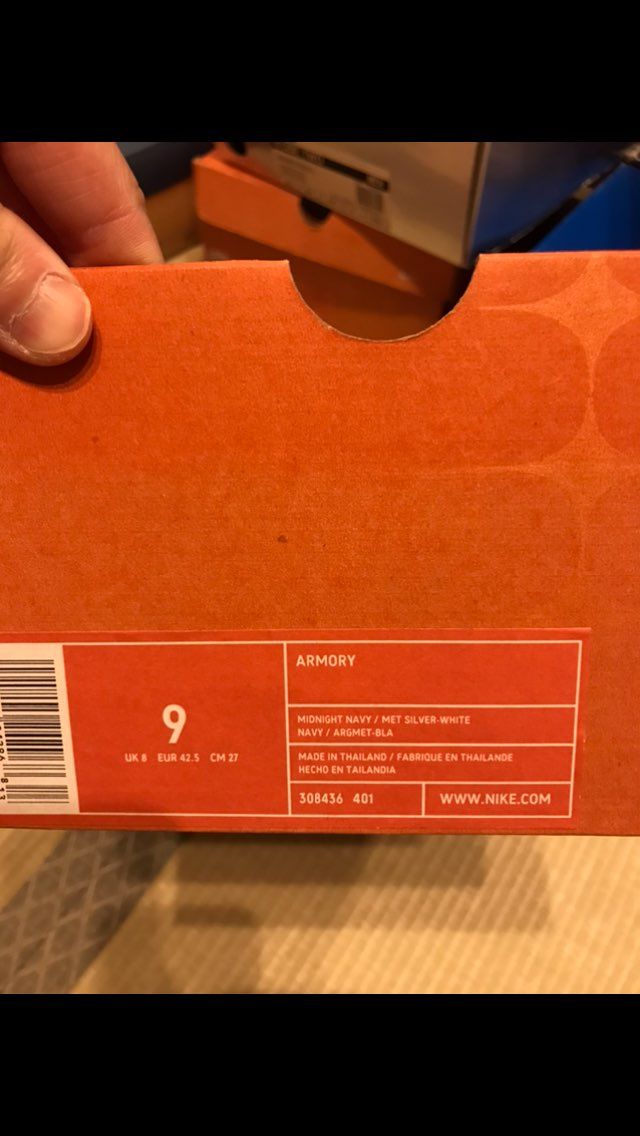 ARMORY
9
UK 8 EUR 42.5 CM 27
MIDNIGHT NAVY / MET SILVER-WHITE
NAVY / ARGMET-BLA
MADE IN THAILAND / FABRIQUE EN THAILANDE
HECHO EN TAILANDIA
308436 401
WWW.NIKE.COM